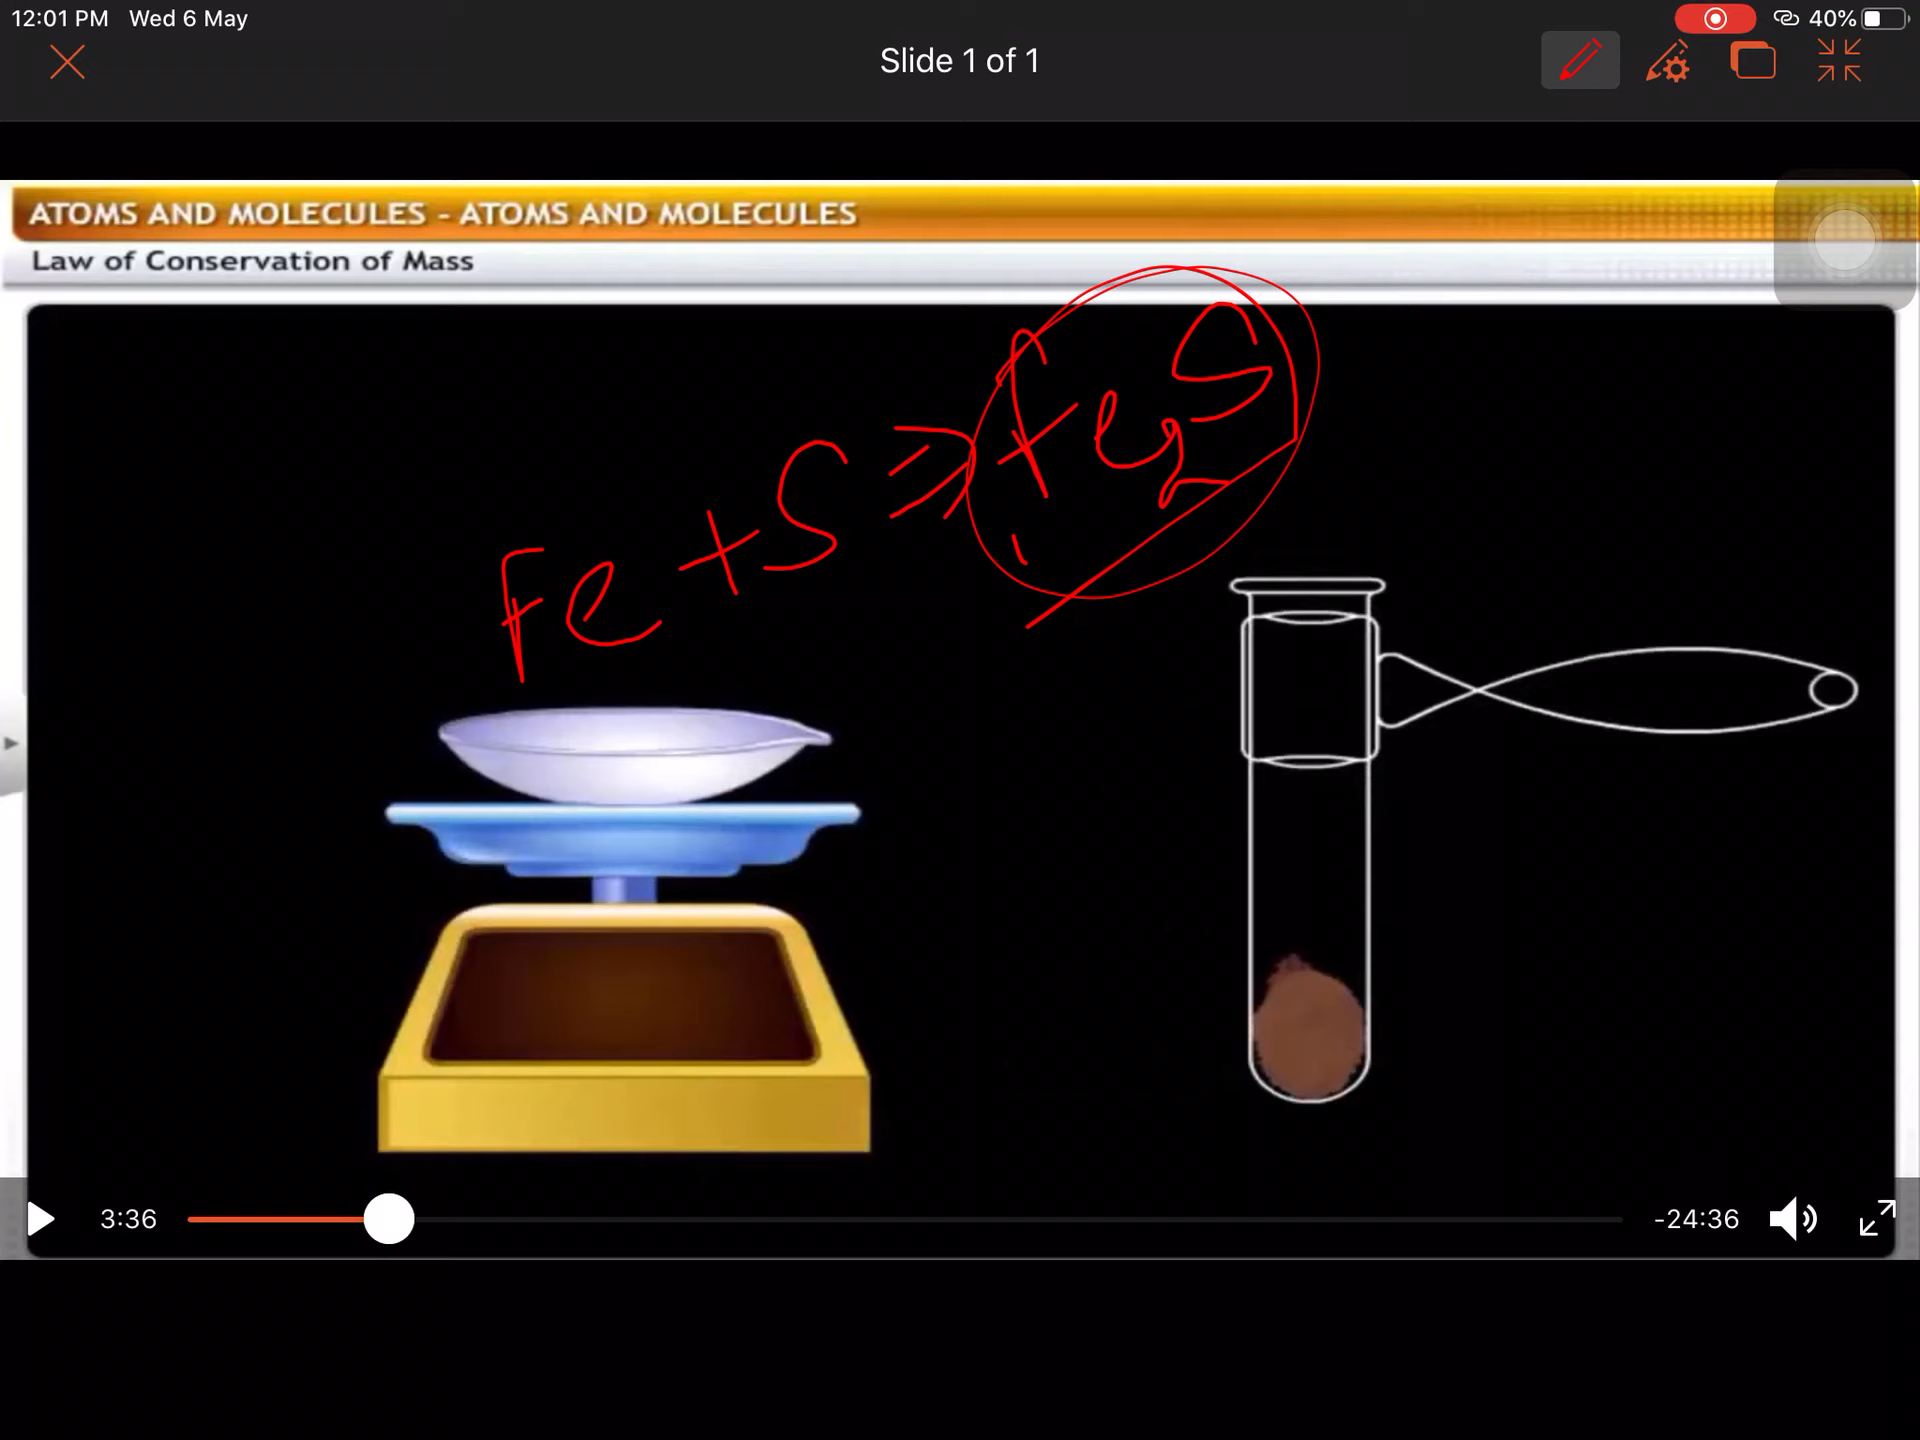 12:01 PM Wed 6 May
40%
Slide 1 of 1
ATOMS AND MOLECULES - ATOMS AND MOLECULES
Law of Conservation of Mass
Fe + S ⇒ Fe₂S
3:36
-24:36